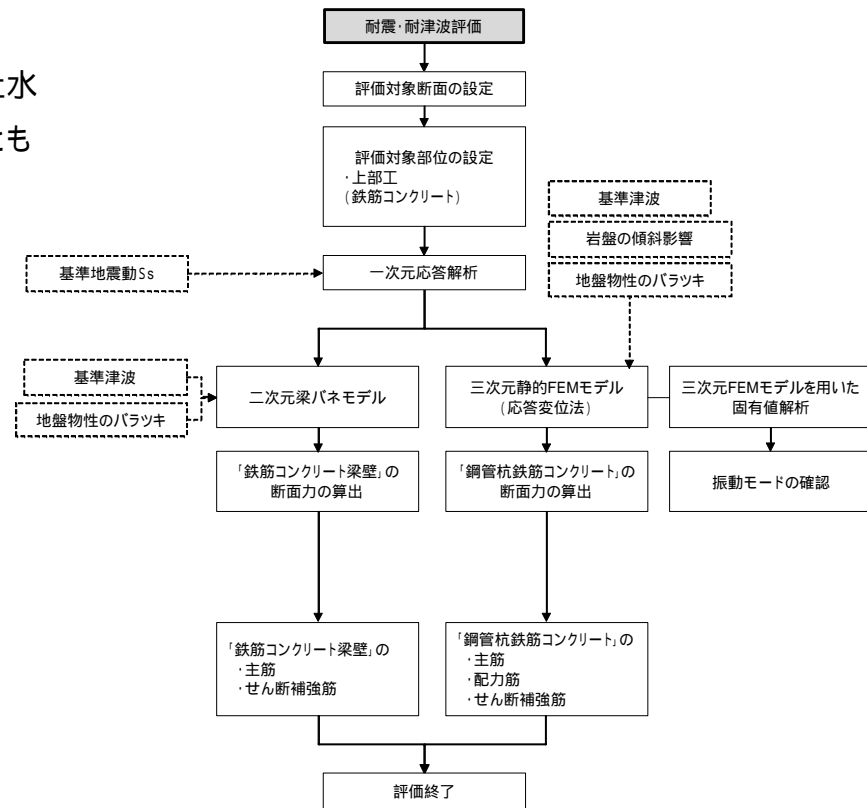 耐震・耐津波評価
水
も
評価対象断面の設定
評価対象部位の設定
・上部工
(鉄筋コンクリート)
基準津波
岩盤の傾斜影響
地盤物性のバラツキ
基準地震動Ss
一次元応答解析
基準津波
地盤物性のバラツキ
二次元梁バネモデル
三次元静的FEMモデル
(応答変位法)
三次元FEMモデルを用いた
固有値解析
「鉄筋コンクリート梁壁」の
断面力の算出
「鋼管杭鉄筋コンクリート」の
断面力の算出
振動モードの確認
「鉄筋コンクリート梁壁」の
・主筋
・せん断補強筋
「鋼管杭鉄筋コンクリート」の
・主筋
・配力筋
・せん断補強筋
評価終了